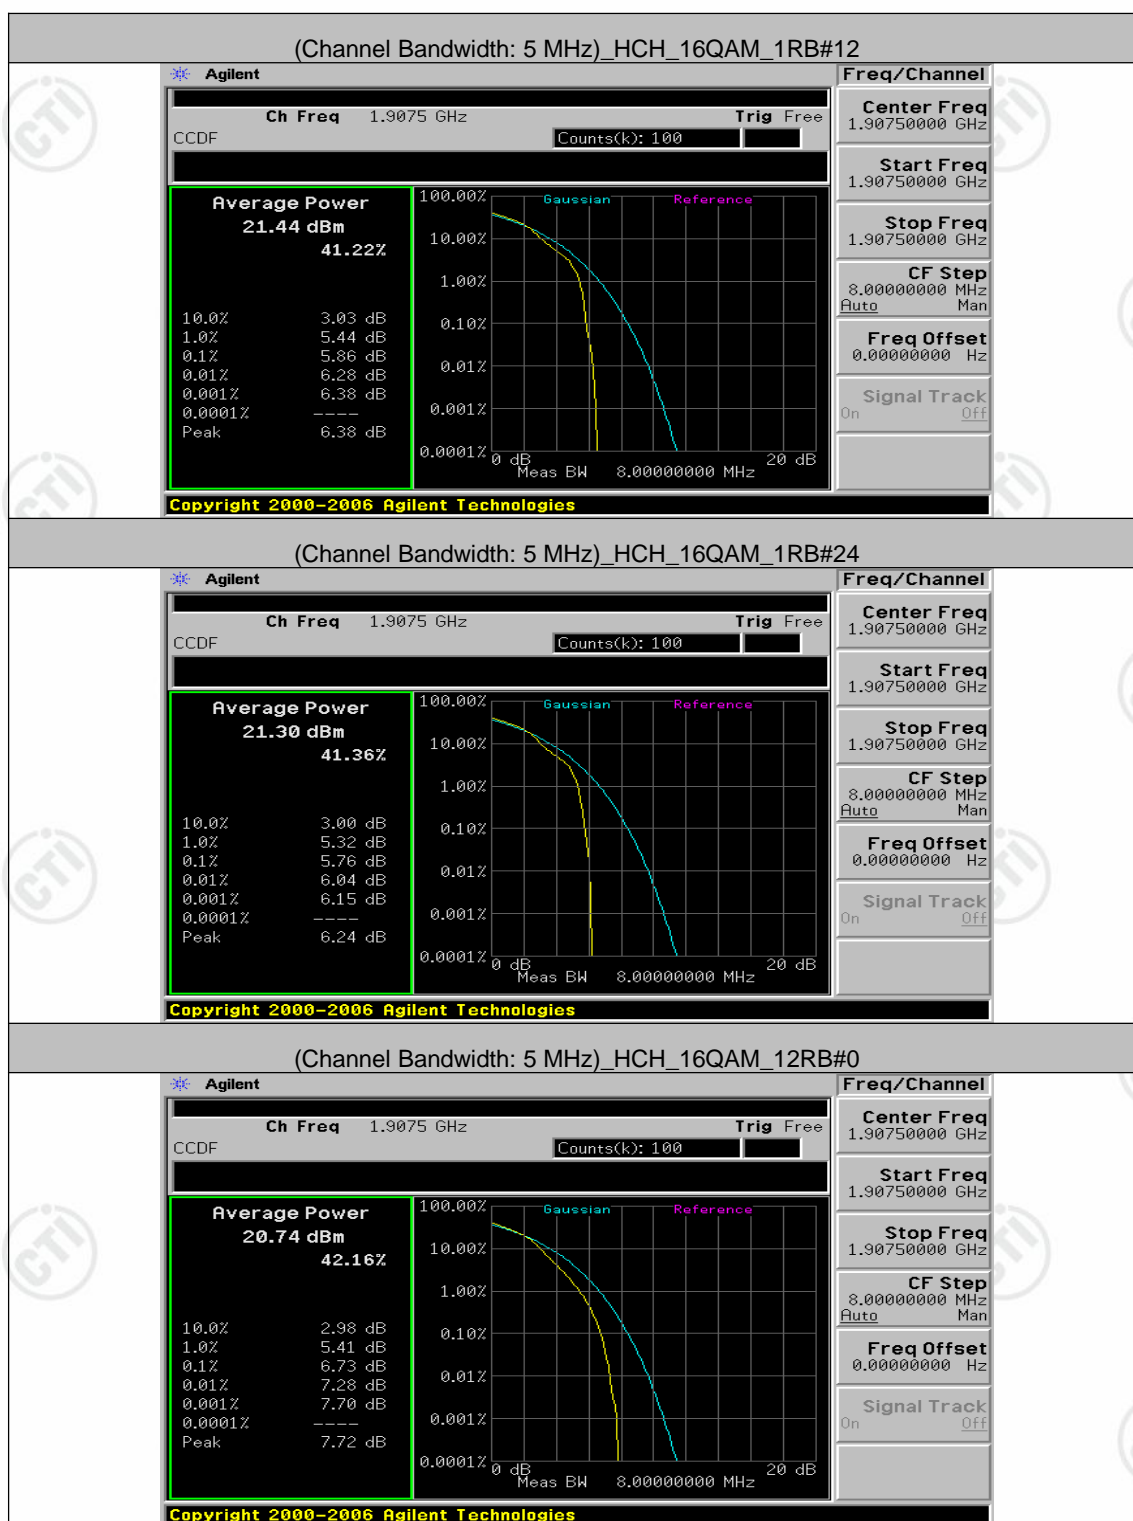 (Channel Bandwidth: 5 MHz)_HCH_16QAM_1RB#12
Agilent
Freq/Channel
Ch Freq 1.9075 GHz Trig Free
CCDF Counts(k): 100
Average Power
21.44 dBm
41.22%
10.0% 3.03 dB
1.0% 5.44 dB
0.1% 5.86 dB
0.01% 6.28 dB
0.001% 6.38 dB
0.0001% ----
Peak 6.38 dB
100.00% Gaussian Reference
10.00%
1.00%
0.10%
0.01%
0.001%
0.0001%
0 dB 20 dB
Meas BW 8.00000000 MHz
Center Freq
1.90750000 GHz
Start Freq
1.90750000 GHz
Stop Freq
1.90750000 GHz
CF Step
8.00000000 MHz
Auto Man
Freq Offset
0.00000000 Hz
Signal Track
On Off
Copyright 2000-2006 Agilent Technologies
(Channel Bandwidth: 5 MHz)_HCH_16QAM_1RB#24
Agilent
Freq/Channel
Ch Freq 1.9075 GHz Trig Free
CCDF Counts(k): 100
Average Power
21.30 dBm
41.36%
10.0% 3.00 dB
1.0% 5.32 dB
0.1% 5.76 dB
0.01% 6.04 dB
0.001% 6.15 dB
0.0001% ----
Peak 6.24 dB
100.00% Gaussian Reference
10.00%
1.00%
0.10%
0.01%
0.001%
0.0001%
0 dB 20 dB
Meas BW 8.00000000 MHz
Center Freq
1.90750000 GHz
Start Freq
1.90750000 GHz
Stop Freq
1.90750000 GHz
CF Step
8.00000000 MHz
Auto Man
Freq Offset
0.00000000 Hz
Signal Track
On Off
Copyright 2000-2006 Agilent Technologies
(Channel Bandwidth: 5 MHz)_HCH_16QAM_12RB#0
Agilent
Freq/Channel
Ch Freq 1.9075 GHz Trig Free
CCDF Counts(k): 100
Average Power
20.74 dBm
42.16%
10.0% 2.98 dB
1.0% 5.41 dB
0.1% 6.73 dB
0.01% 7.28 dB
0.001% 7.70 dB
0.0001% ----
Peak 7.72 dB
100.00% Gaussian Reference
10.00%
1.00%
0.10%
0.01%
0.001%
0.0001%
0 dB 20 dB
Meas BW 8.00000000 MHz
Center Freq
1.90750000 GHz
Start Freq
1.90750000 GHz
Stop Freq
1.90750000 GHz
CF Step
8.00000000 MHz
Auto Man
Freq Offset
0.00000000 Hz
Signal Track
On Off
Copyright 2000-2006 Agilent Technologies
CTI
CTI
CTI
CTI
CTI
CTI
CTI
CTI